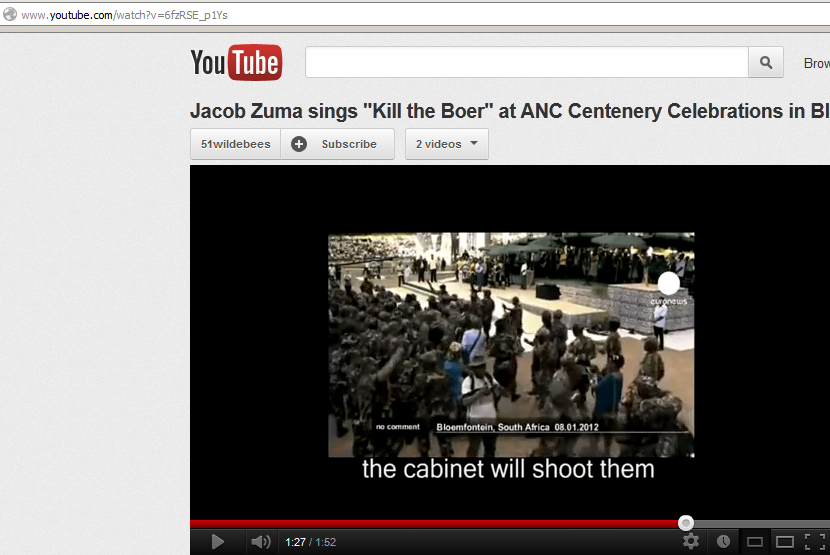 www.youtube.com/watch?v=6fzRSE_p1Ys
YouTube
Brow
Jacob Zuma sings "Kill the Boer" at ANC Centenery Celebrations in Bl
51wildebees
Subscribe
2 videos
euronews
no comment
Bloemfontein, South Africa 08.01.2012
the cabinet will shoot them
1:27 / 1:52